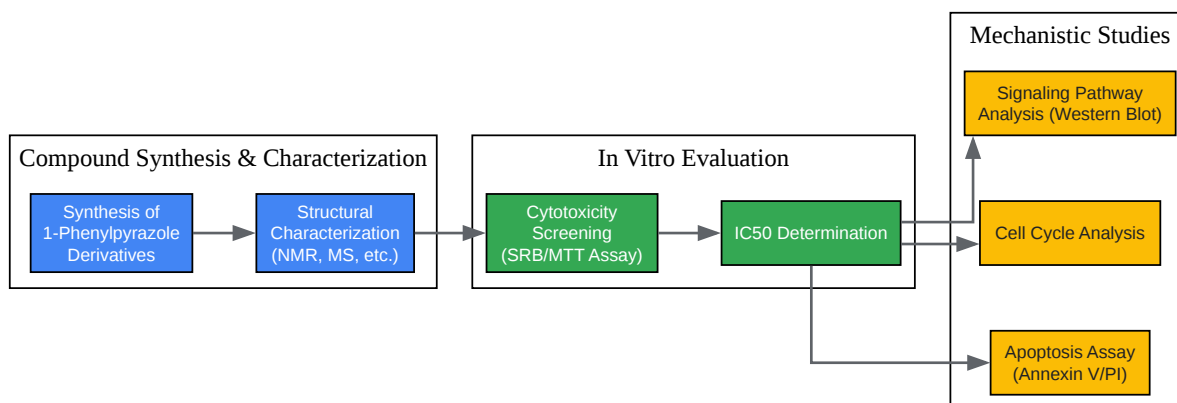 Compound Synthesis & Characterization
Synthesis of
1-Phenylpyrazole
Derivatives
Structural
Characterization
(NMR, MS, etc.)
In Vitro Evaluation
Cytotoxicity
Screening
(SRB/MTT Assay)
IC50 Determination
Mechanistic Studies
Signaling Pathway
Analysis (Western Blot)
Cell Cycle Analysis
Apoptosis Assay
(Annexin V/PI)